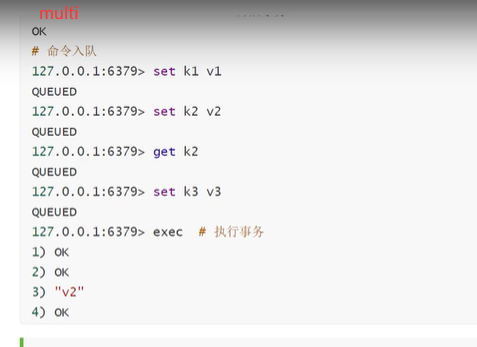 multi
OK
# 命令入队
127.0.0.1:6379> set k1 v1
QUEUED
127.0.0.1:6379> set k2 v2
QUEUED
127.0.0.1:6379> get k2
QUEUED
127.0.0.1:6379> set k3 v3
QUEUED
127.0.0.1:6379> exec  # 执行事务
1) OK
2) OK
3) "v2"
4) OK